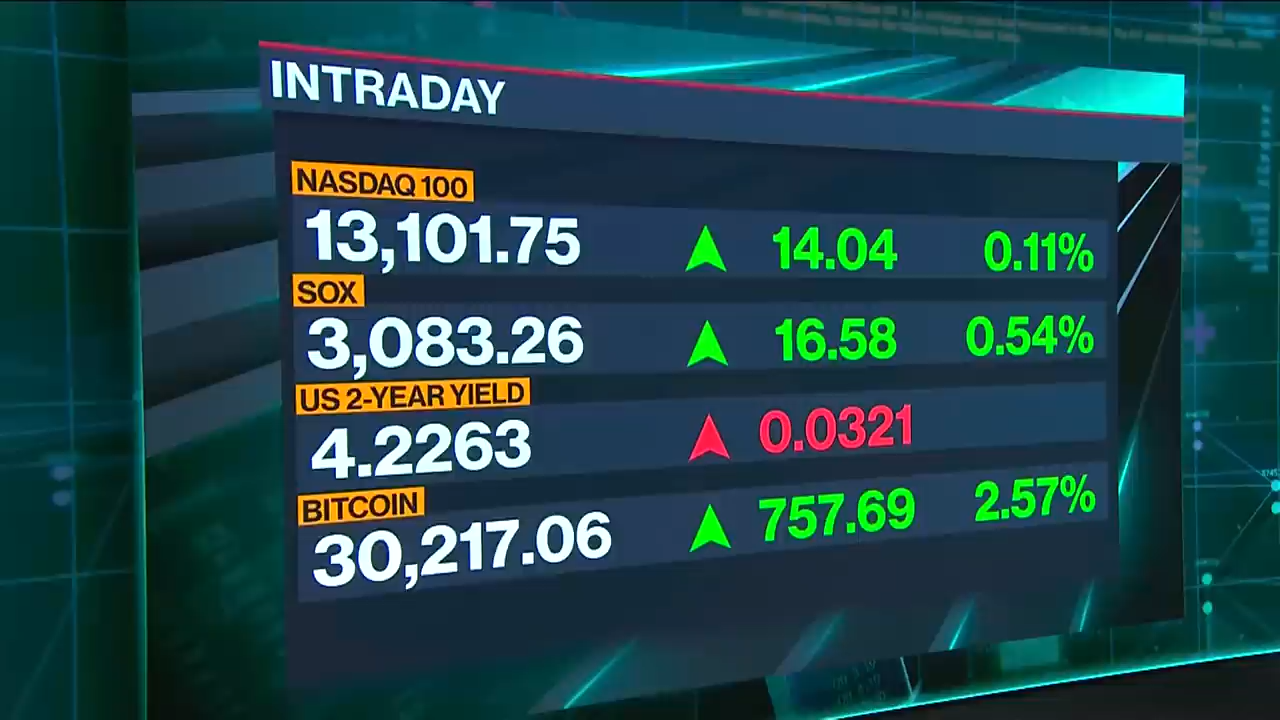 INTRADAY
NASDAQ 100
13,101.75 ▲ 14.04 0.11%
SOX
3,083.26 ▲ 16.58 0.54%
US 2-YEAR YIELD
4.2263 ▲ 0.0321
BITCOIN
30,217.06 ▲ 757.69 2.57%